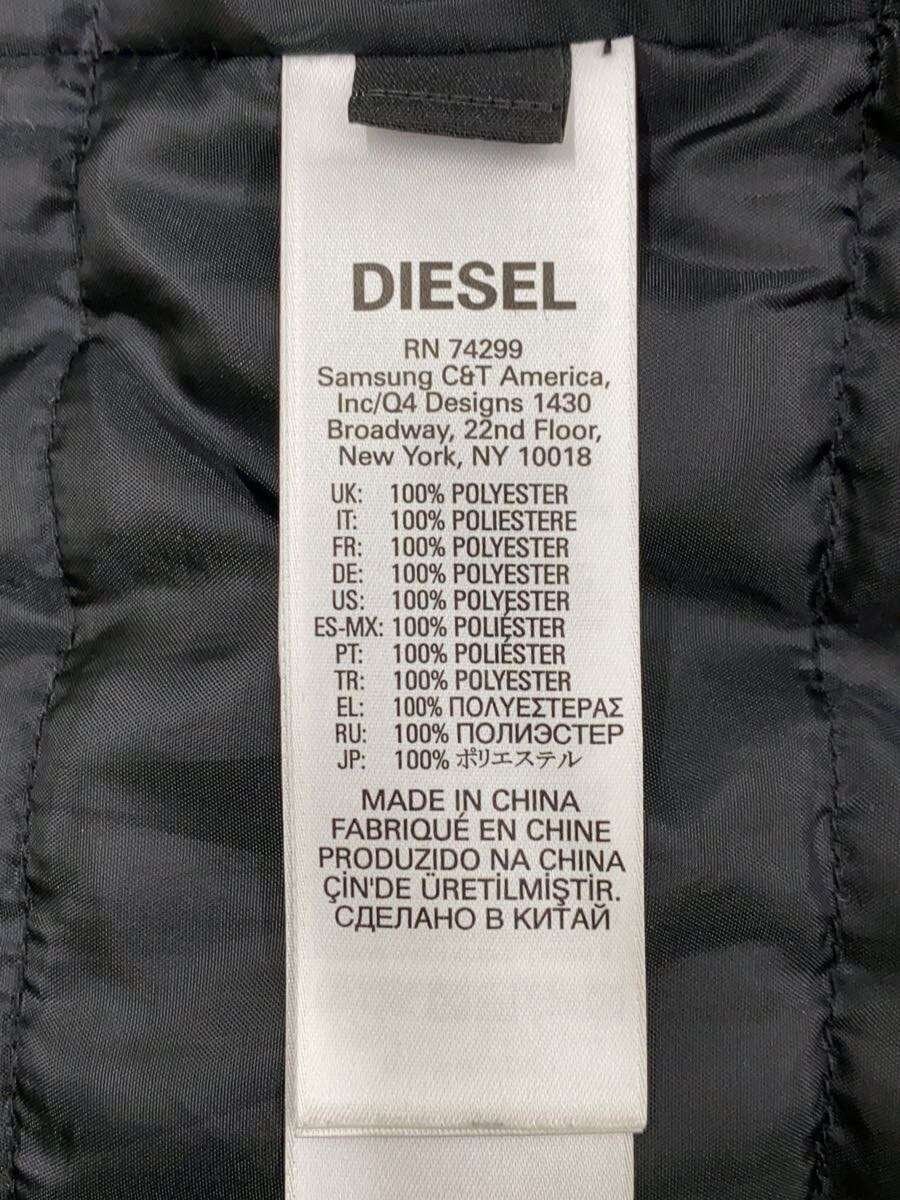 DIESEL
RN 74299
Samsung C&T America,
Inc/Q4 Designs 1430
Broadway, 22nd Floor,
New York, NY 10018
UK: 100% POLYESTER
IT: 100% POLIESTERE
FR: 100% POLYESTER
DE: 100% POLYESTER
US: 100% POLYESTER
ES-MX: 100% POLIÉSTER
PT: 100% POLIÉSTER
TR: 100% POLYESTER
EL: 100% ΠΟΛΥΕΣΤΕΡΑΣ
RU: 100% ПОЛИЭСТЕР
JP: 100% ポリエステル
MADE IN CHINA
FABRIQUÉ EN CHINE
PRODUZIDO NA CHINA
ÇİN'DE ÜRETİLMİŞTİR.
СДЕЛАНО В КИТАЙ